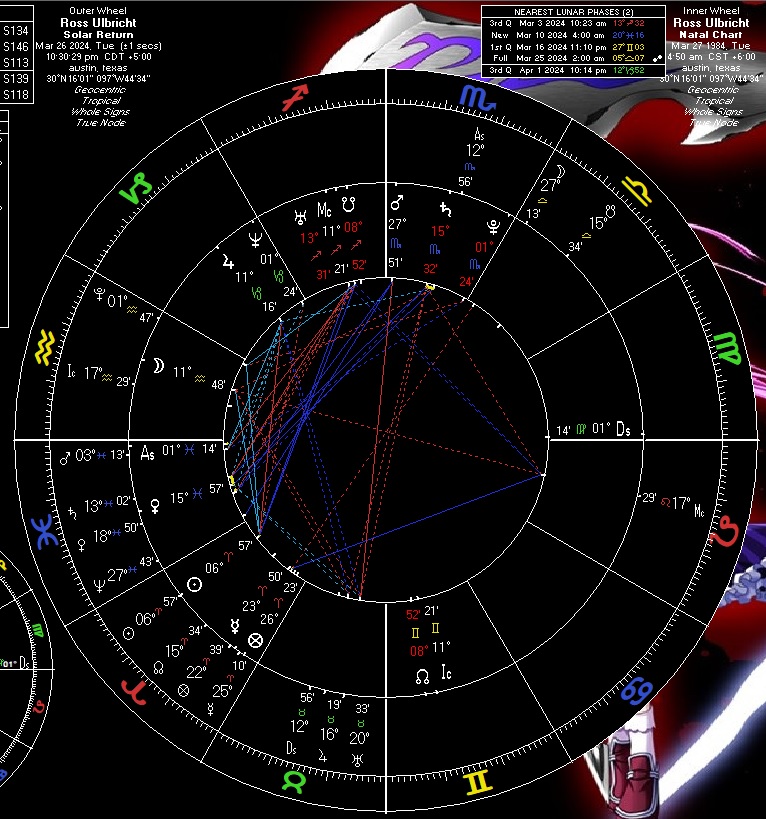 Outer Wheel
Ross Ulbricht
Solar Return
Mar 26 2024, Tue (±1 secs)
10:30:29 pm CDT +5:00
austin, texas
30°N16'01" 097°W44'34"
Geocentric
Tropical
Whole Signs
True Node
S134
S146
S113
S139
S118
NEAREST LUNAR PHASES (2)
3rd Q Mar 3 2024 10:23 am 13°♐32
New Mar 10 2024 4:00 am 20°♓16
1st Q Mar 16 2024 11:10 pm 27°♊03
Full Mar 25 2024 2:00 am 05°♎07
3rd Q Apr 1 2024 10:14 pm 12°♑52
Inner Wheel
Ross Ulbricht
Natal Chart
Mar 27 1984, Tue
4:50 am CST +6:00
austin, texas
30°N16'01" 097°W44'34"
Geocentric
Tropical
Whole Signs
True Node
♐
♏
♑
♎
♒
♍
♓
♌
♈
♋
♉
♊
As 12° ♏ 56'
☽ 27° ♎ 13'
☋ 15° ♎ 34'
♅ 13° ♐ 31'
Mc 11° ♐ 21'
☋ 08° ♐ 52'
♂ 27° ♏ 51'
♄ 15° ♏ 32'
♇ 01° ♏ 24'
♆ 01° ♑ 24'
♃ 11° ♑ 16'
♇ 01° ♒ 47'
Ic 17° ♒ 29'
☽ 11° ♒ 48'
14' ♍ 01° Ds
29' ♌ 17° Mc
♂ 03° ♓ 13'
As 01° ♓ 14'
♄ 13° ♓ 02'
♀ 15° ♓ 57'
♀ 18° ♓ 50'
♆ 27° ♓ 43'
☉ 06° ♈ 57'
☿ 23° ♈ 50'
⊗ 26° ♈ 23'
☉ 06° ♈ 57'
☊ 15° ♈ 34'
⊗ 22° ♈ 39'
☿ 25° ♈ 10'
56' ♉ 12° Ds
19' ♉ 16° ♃
33' ♉ 20° ♅
52' ♊ 08° ☊
21' ♊ 11° Ic
♍
01° Ds
♌